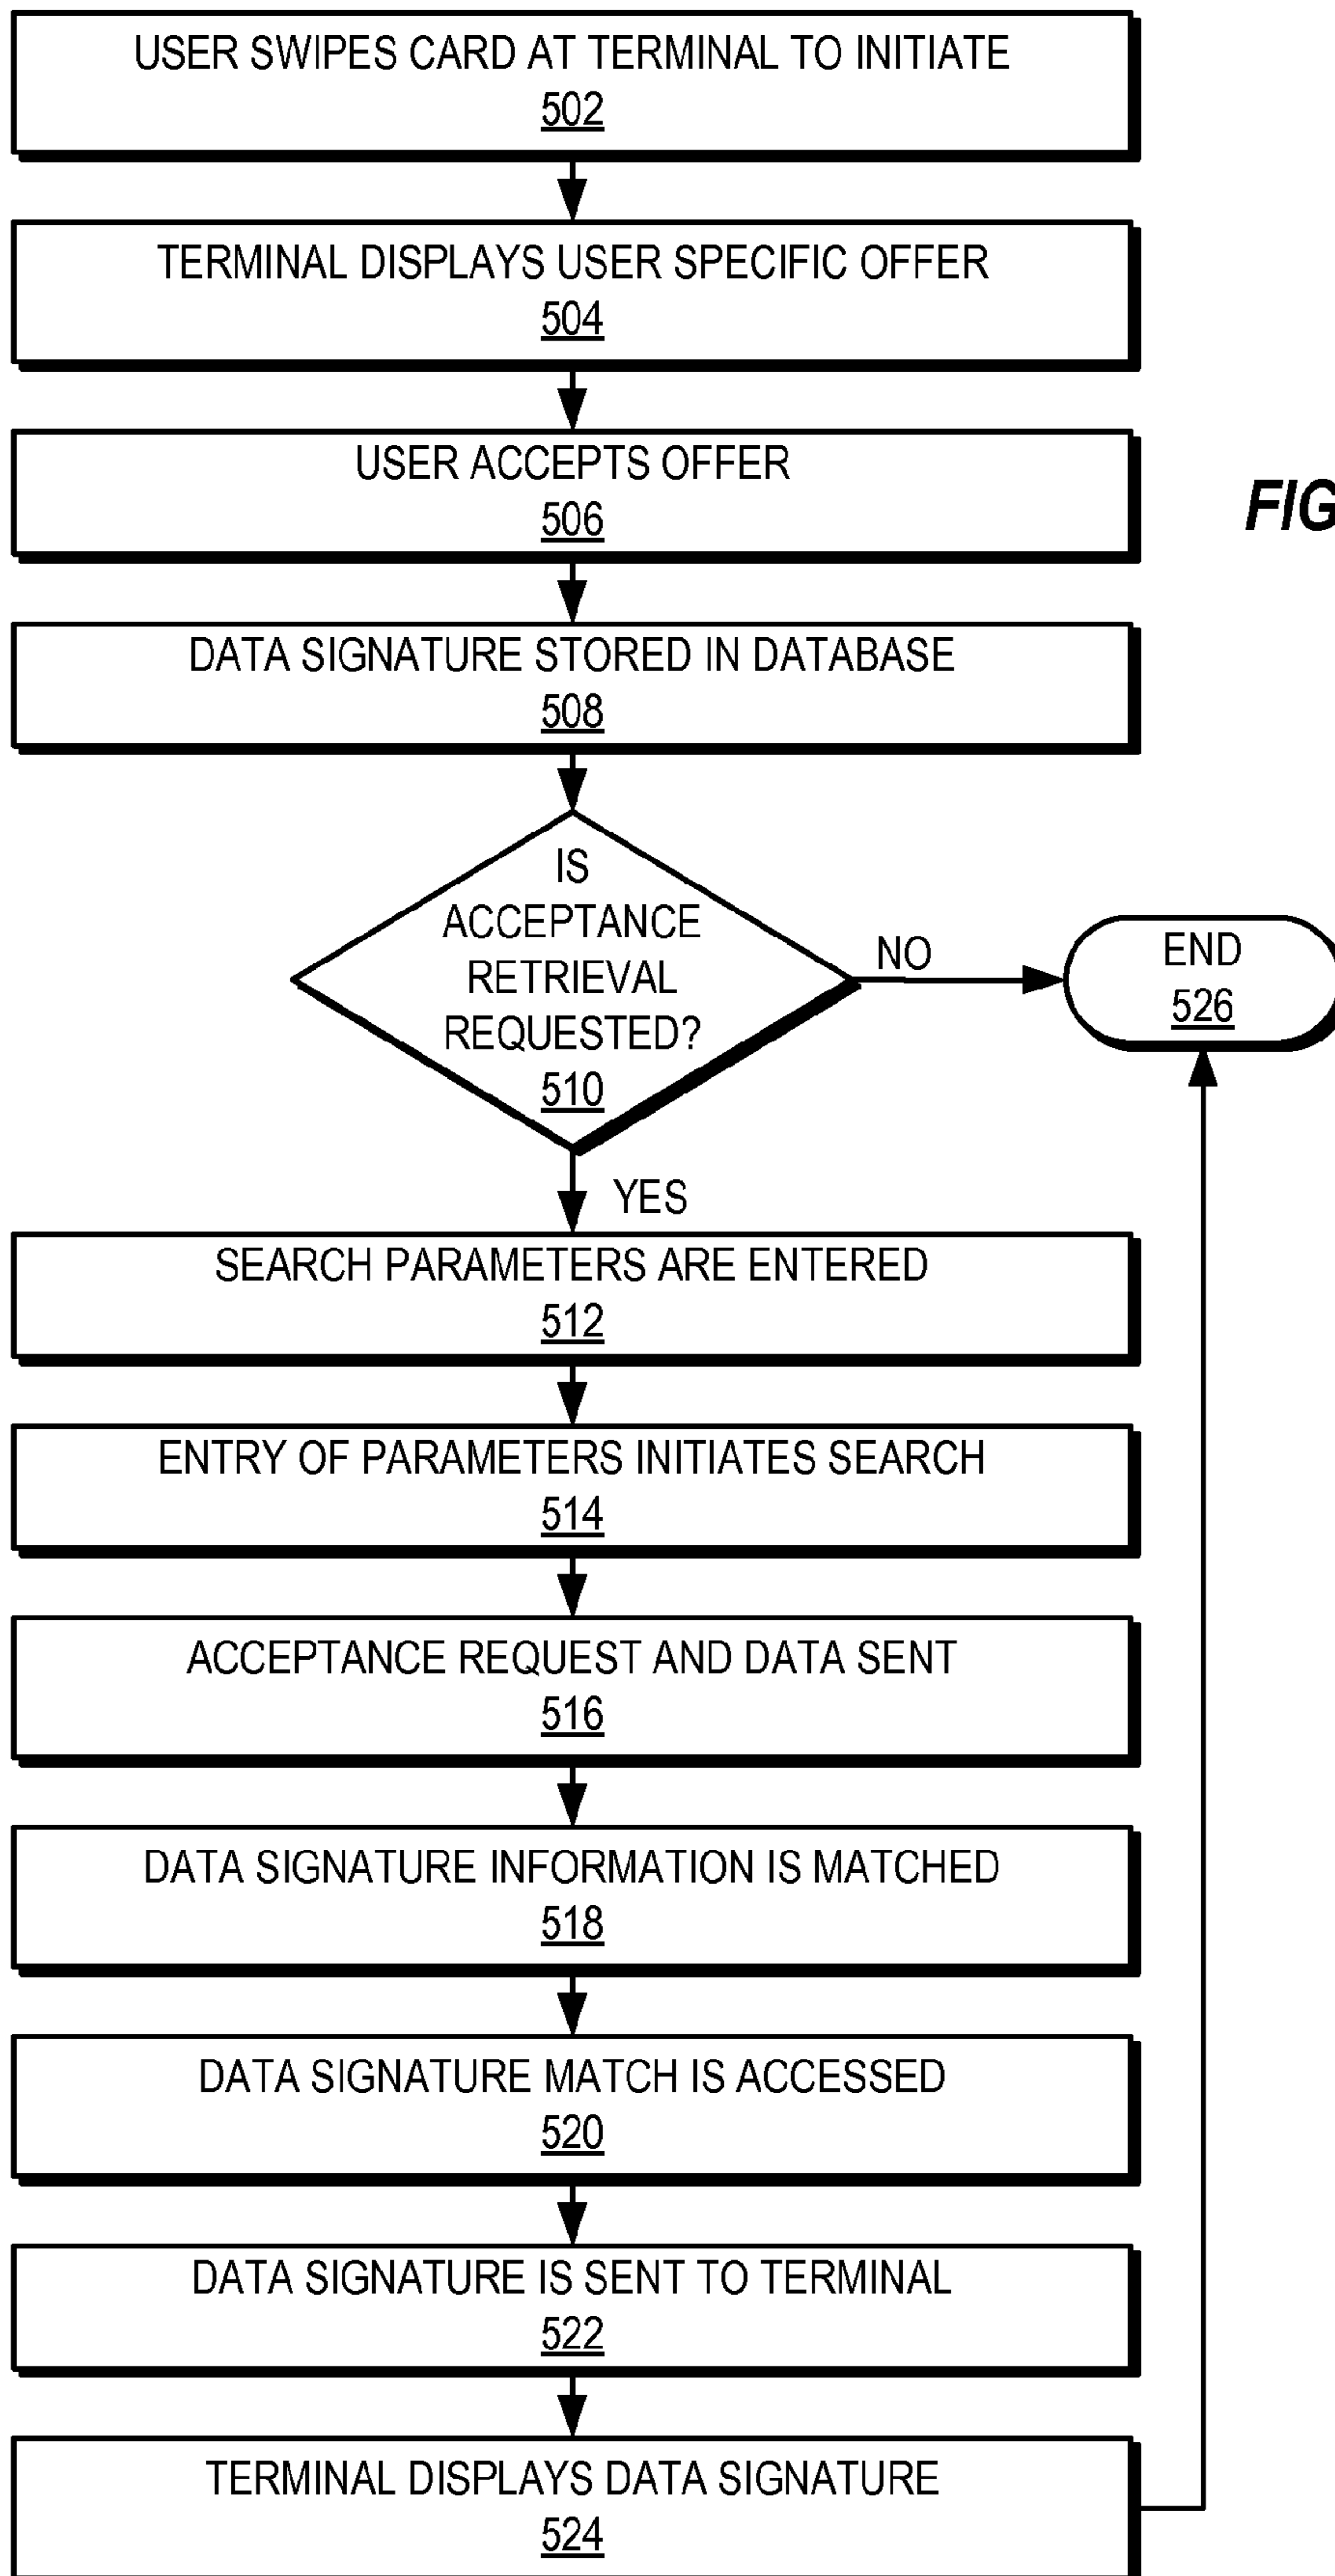 USER SWIPES CARD AT TERMINAL TO INITIATE
502
TERMINAL DISPLAYS USER SPECIFIC OFFER
504
USER ACCEPTS OFFER
506
FIG
DATA SIGNATURE STORED IN DATABASE
508
IS
ACCEPTANCE
RETRIEVAL
REQUESTED?
510
NO
END
526
YES
SEARCH PARAMETERS ARE ENTERED
512
ENTRY OF PARAMETERS INITIATES SEARCH
514
ACCEPTANCE REQUEST AND DATA SENT
516
DATA SIGNATURE INFORMATION IS MATCHED
518
DATA SIGNATURE MATCH IS ACCESSED
520
DATA SIGNATURE IS SENT TO TERMINAL
522
TERMINAL DISPLAYS DATA SIGNATURE
524